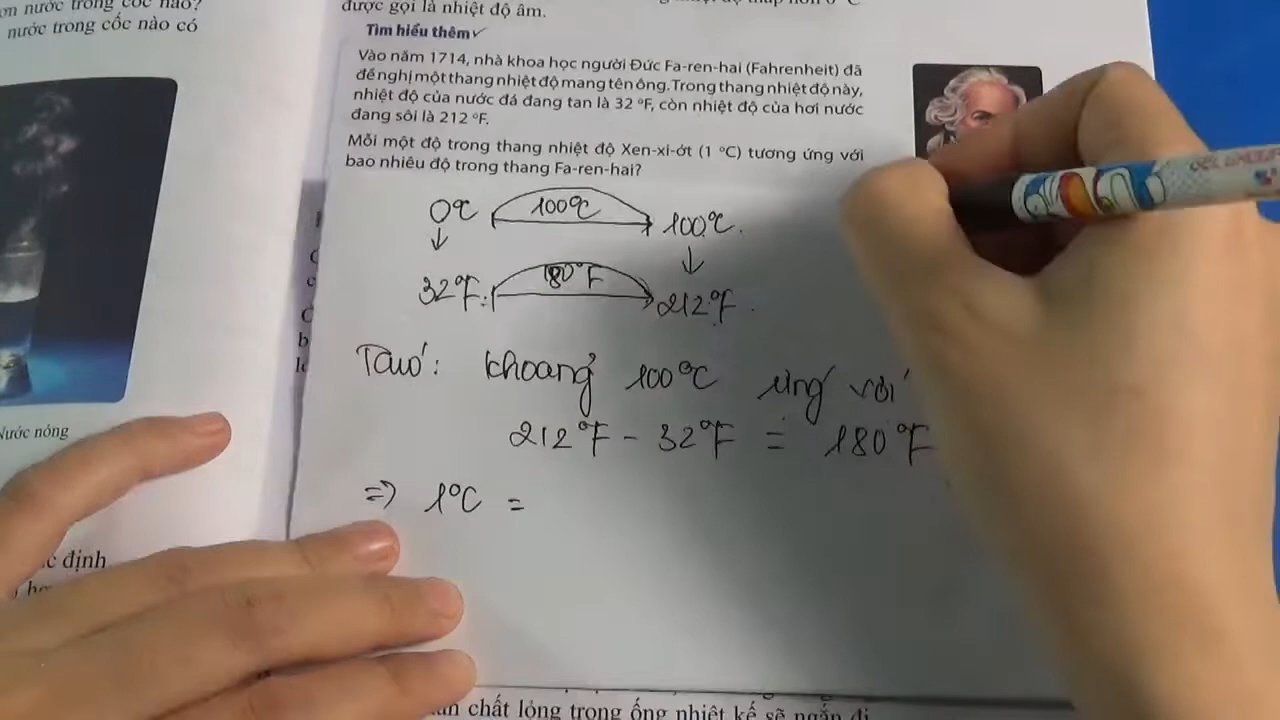 nước trong cốc nào?
nước trong cốc nào có
được gọi là nhiệt độ âm.
Tìm hiểu thêm
Vào năm 1714, nhà khoa học người Đức Fa-ren-hai (Fahrenheit) đã
đề nghị một thang nhiệt độ mang tên ông. Trong thang nhiệt độ này,
nhiệt độ của nước đá đang tan là 32 °F, còn nhiệt độ của hơi nước
đang sôi là 212 °F.
Mỗi một độ trong thang nhiệt độ Xen-xi-ớt (1 °C) tương ứng với
bao nhiêu độ trong thang Fa-ren-hai?
0°C 100°C 100°C.
32°F: 180°F 212°F.
khoảng 100°C ứng với
212°F - 32°F = 180°F
=> 1°C =
Nước nóng
định
chất lỏng trong ống nhiệt kế sẽ ngắn đi